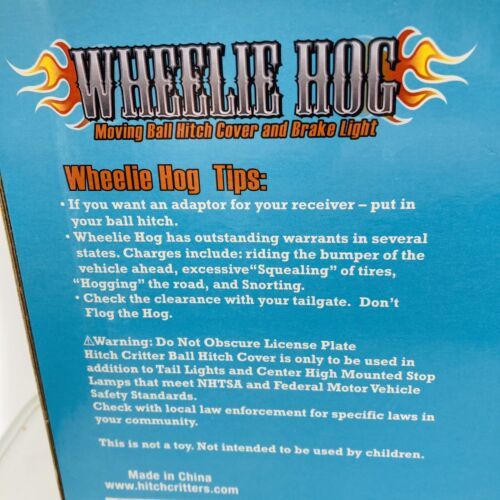 WHEELIE HOG
Moving Ball Hitch Cover and Brake Light
Wheelie Hog Tips:
• If you want an adaptor for your receiver – put in
your ball hitch.
• Wheelie Hog has outstanding warrants in several
states. Charges include: riding the bumper of the
vehicle ahead, excessive“Squealing” of tires,
“Hogging” the road, and Snorting.
• Check the clearance with your tailgate. Don’t
Flog the Hog.
⚠Warning: Do Not Obscure License Plate
Hitch Critter Ball Hitch Cover is only to be used in
addition to Tail Lights and Center High Mounted Stop
Lamps that meet NHTSA and Federal Motor Vehicle
Safety Standards.
Check with local law enforcement for specific laws in
your community.
This is not a toy. Not intended to be used by children.
Made in China
www.hitchcritters.com